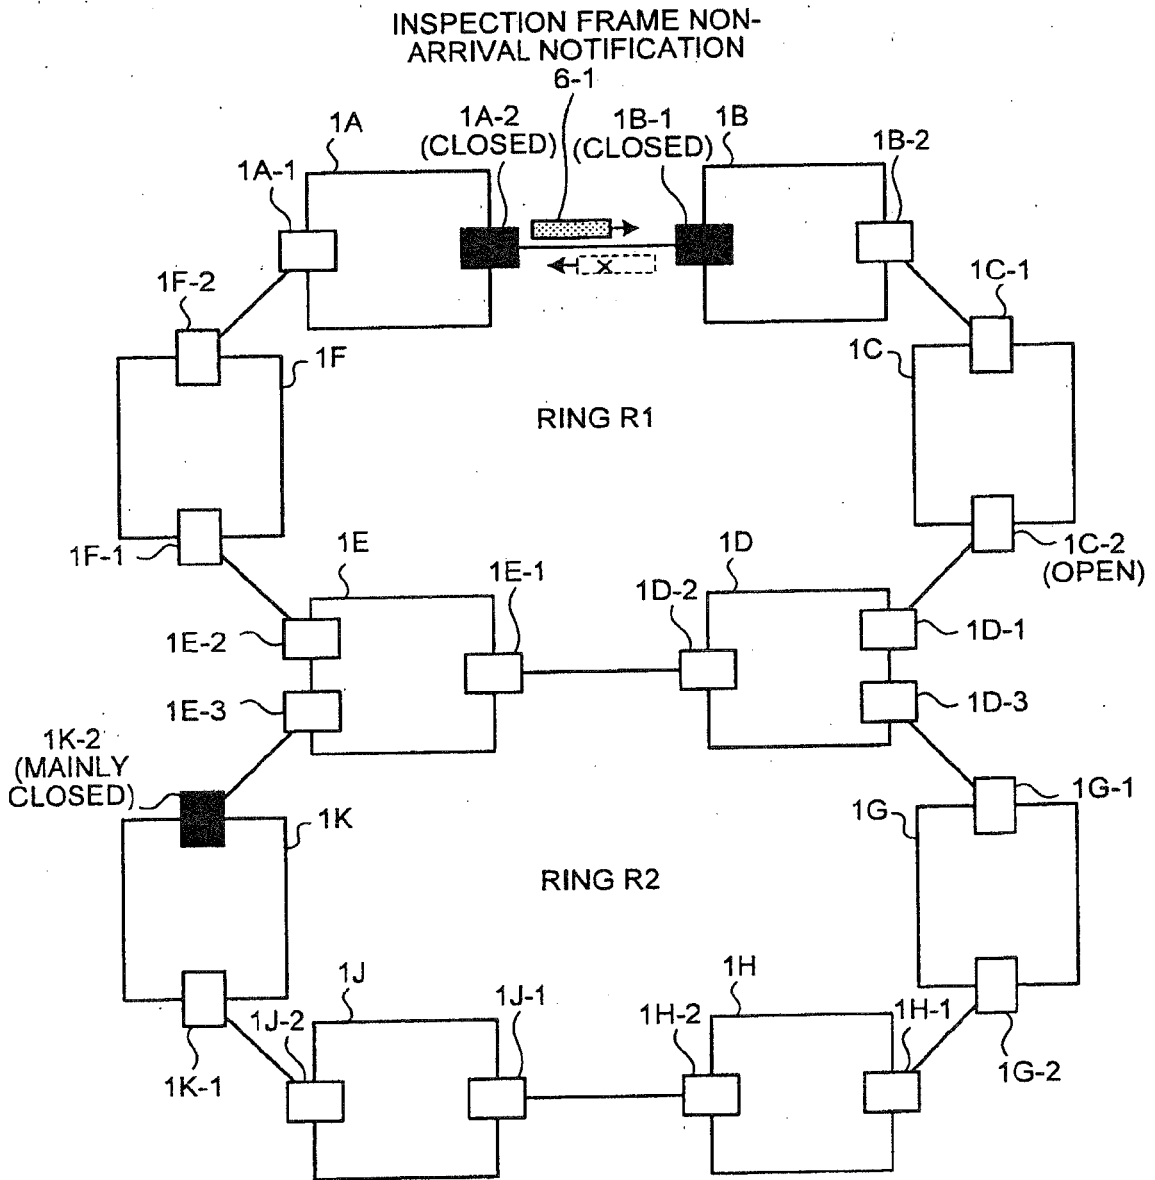 INSPECTION FRAME NON-
ARRIVAL NOTIFICATION
6-1
1A
1A-2
(CLOSED)
1B-1
(CLOSED)
1B
1B-2
1A-1
1F-2
1C-1
1F
1C
RING R1
1F-1
1C-2
(OPEN)
1E
1E-1
1D
1D-2
1E-2
1D-1
1E-3
1D-3
1K-2
(MAINLY
CLOSED)
1K
1G
1G-1
RING R2
1J
1J-1
1H
1H-1
1J-2
1H-2
1K-1
1G-2